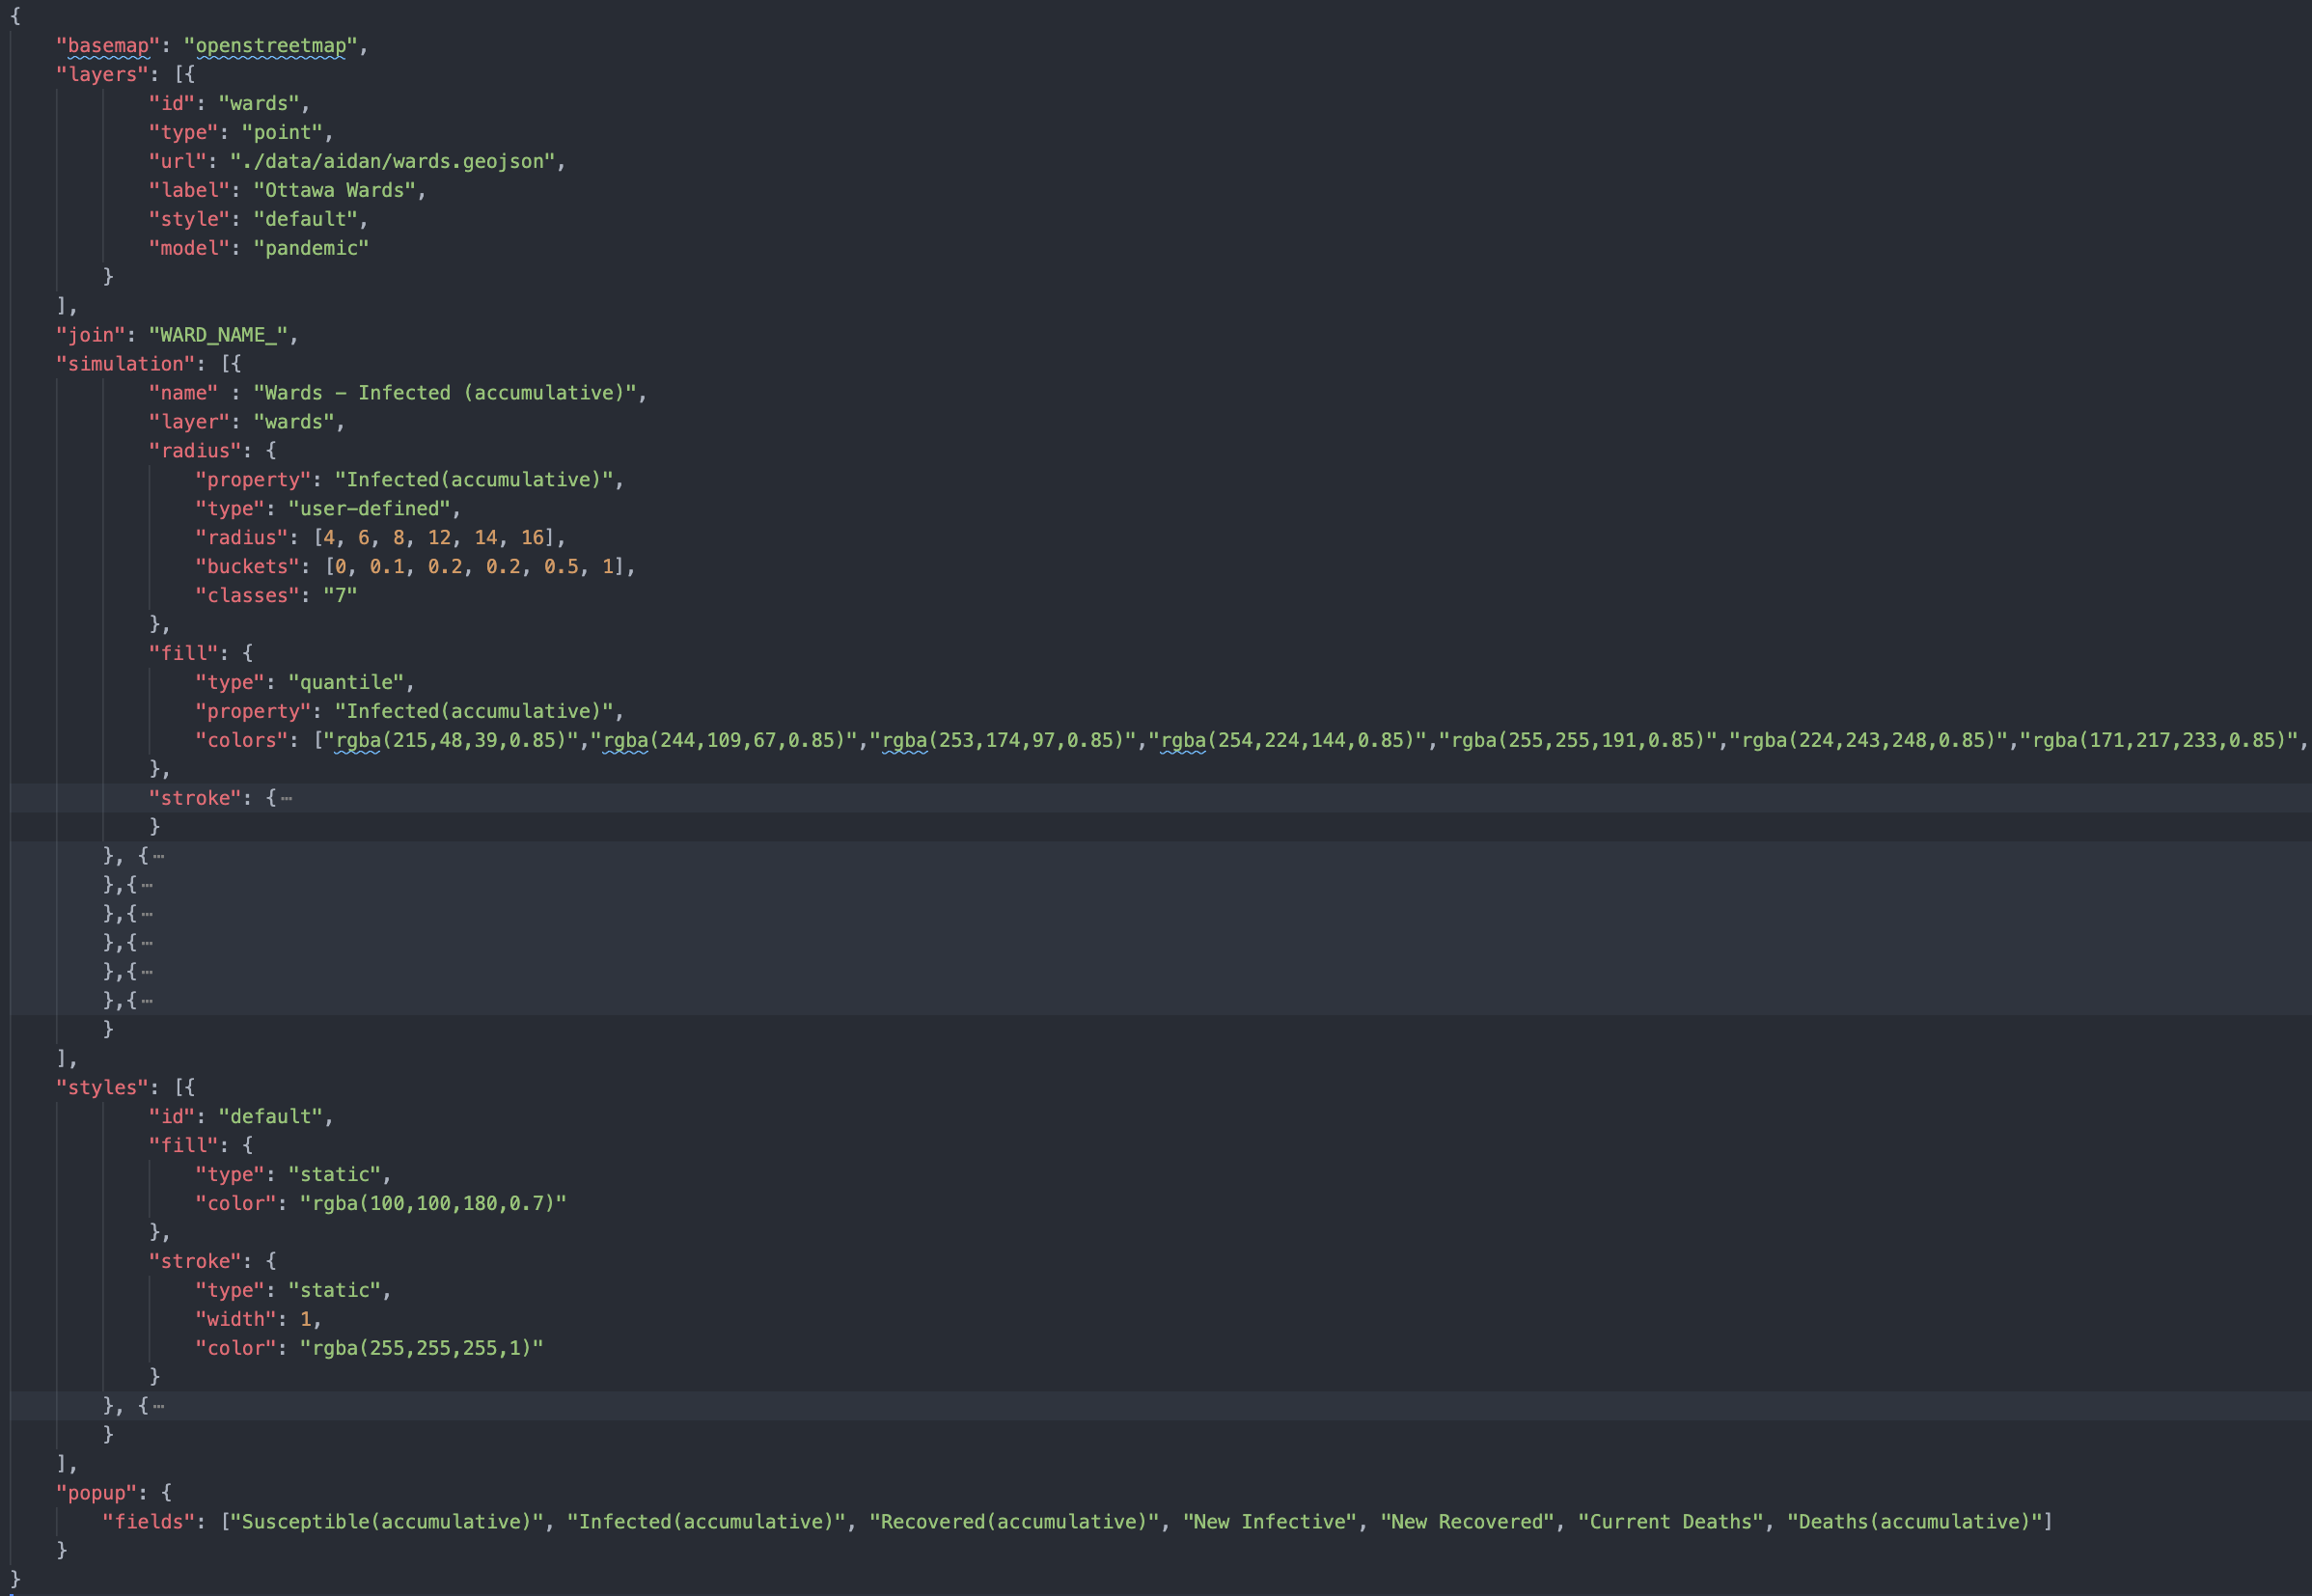 {
    "basemap": "openstreetmap",
    "layers": [{
            "id": "wards",
            "type": "point",
            "url": "./data/aidan/wards.geojson",
            "label": "Ottawa Wards",
            "style": "default",
            "model": "pandemic"
        }
    ],
    "join": "WARD_NAME_",
    "simulation": [{
            "name" : "Wards - Infected (accumulative)",
            "layer": "wards",
            "radius": {
                "property": "Infected(accumulative)",
                "type": "user-defined",
                "radius": [4, 6, 8, 12, 14, 16],
                "buckets": [0, 0.1, 0.2, 0.2, 0.5, 1],
                "classes": "7"
            },
            "fill": {
                "type": "quantile",
                "property": "Infected(accumulative)",
                "colors": ["rgba(215,48,39,0.85)","rgba(244,109,67,0.85)","rgba(253,174,97,0.85)","rgba(254,224,144,0.85)","rgba(255,255,191,0.85)","rgba(224,243,248,0.85)","rgba(171,217,233,0.85)",
            },
            "stroke": {⋯
            }
        }, {⋯
        },{⋯
        },{⋯
        },{⋯
        },{⋯
        },{⋯
        }
    ],
    "styles": [{
            "id": "default",
            "fill": {
                "type": "static",
                "color": "rgba(100,100,180,0.7)"
            },
            "stroke": {
                "type": "static",
                "width": 1,
                "color": "rgba(255,255,255,1)"
            }
        }, {⋯
        }
    ],
    "popup": {
        "fields": ["Susceptible(accumulative)", "Infected(accumulative)", "Recovered(accumulative)", "New Infective", "New Recovered", "Current Deaths", "Deaths(accumulative)"]
    }
}